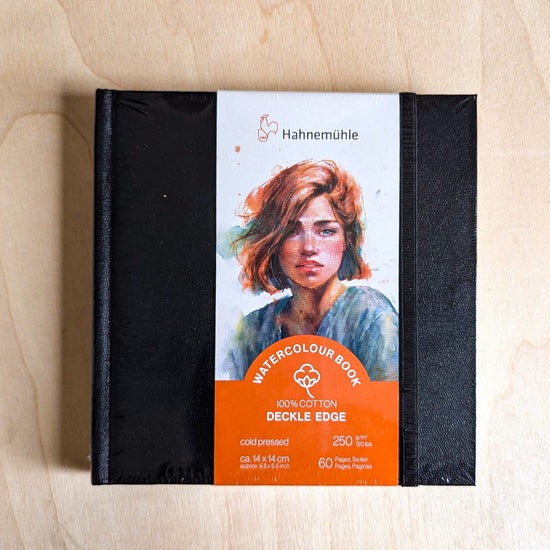 Hahnemühle
WATERCOLOUR BOOK
100% COTTON
DECKLE EDGE
cold pressed
250 g/m²
120 lbs
ca. 14 x 14 cm
approx. 5.5 x 5.5 inch
60 Pages, Seiten,
Pages, Páginas